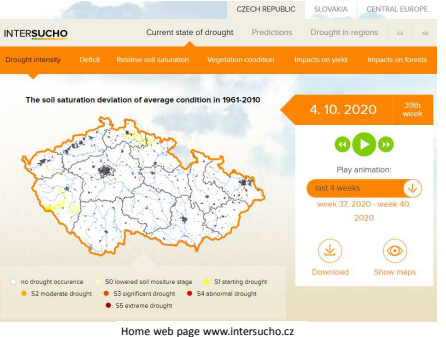 CZECH REPUBLIC SLOVAKIA CENTRAL EUROPE
INTERSUCHO Current state of drought Predictions Drought in regions cz sk
Drought intensity Deficit Relative soil saturation Vegetation condition Impacts on yield Impacts on forests
The soil saturation deviation of average condition in 1961-2010
4. 10. 2020
39th
week
Play animation:
last 4 weeks
week 37, 2020 - week 40,
2020
Download Show maps
no drought occurence S0 lowered soil mositure stage S1 starting drought
S2 moderate drought S3 significant drought S4 abnormal drought
S5 extreme drought
Home web page www.intersucho.cz